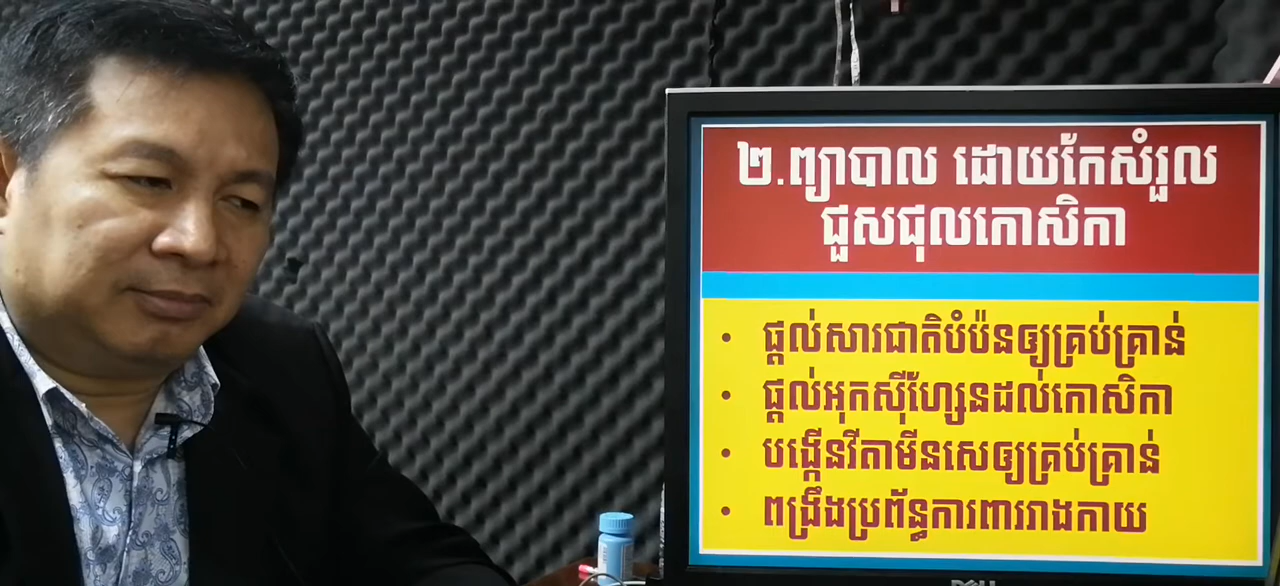 ២.ព្យាបាល ដោយកែសំរួល
ជួសជុលកោសិកា
• ផ្តល់សារជាតិបំប៉នឲ្យគ្រប់គ្រាន់
• ផ្តល់អុកស៊ីហ្សែនដល់កោសិកា
• បង្កើនវីតាមីនសេឲ្យគ្រប់គ្រាន់
• ពង្រឹងប្រព័ន្ធការពាររាងកាយ